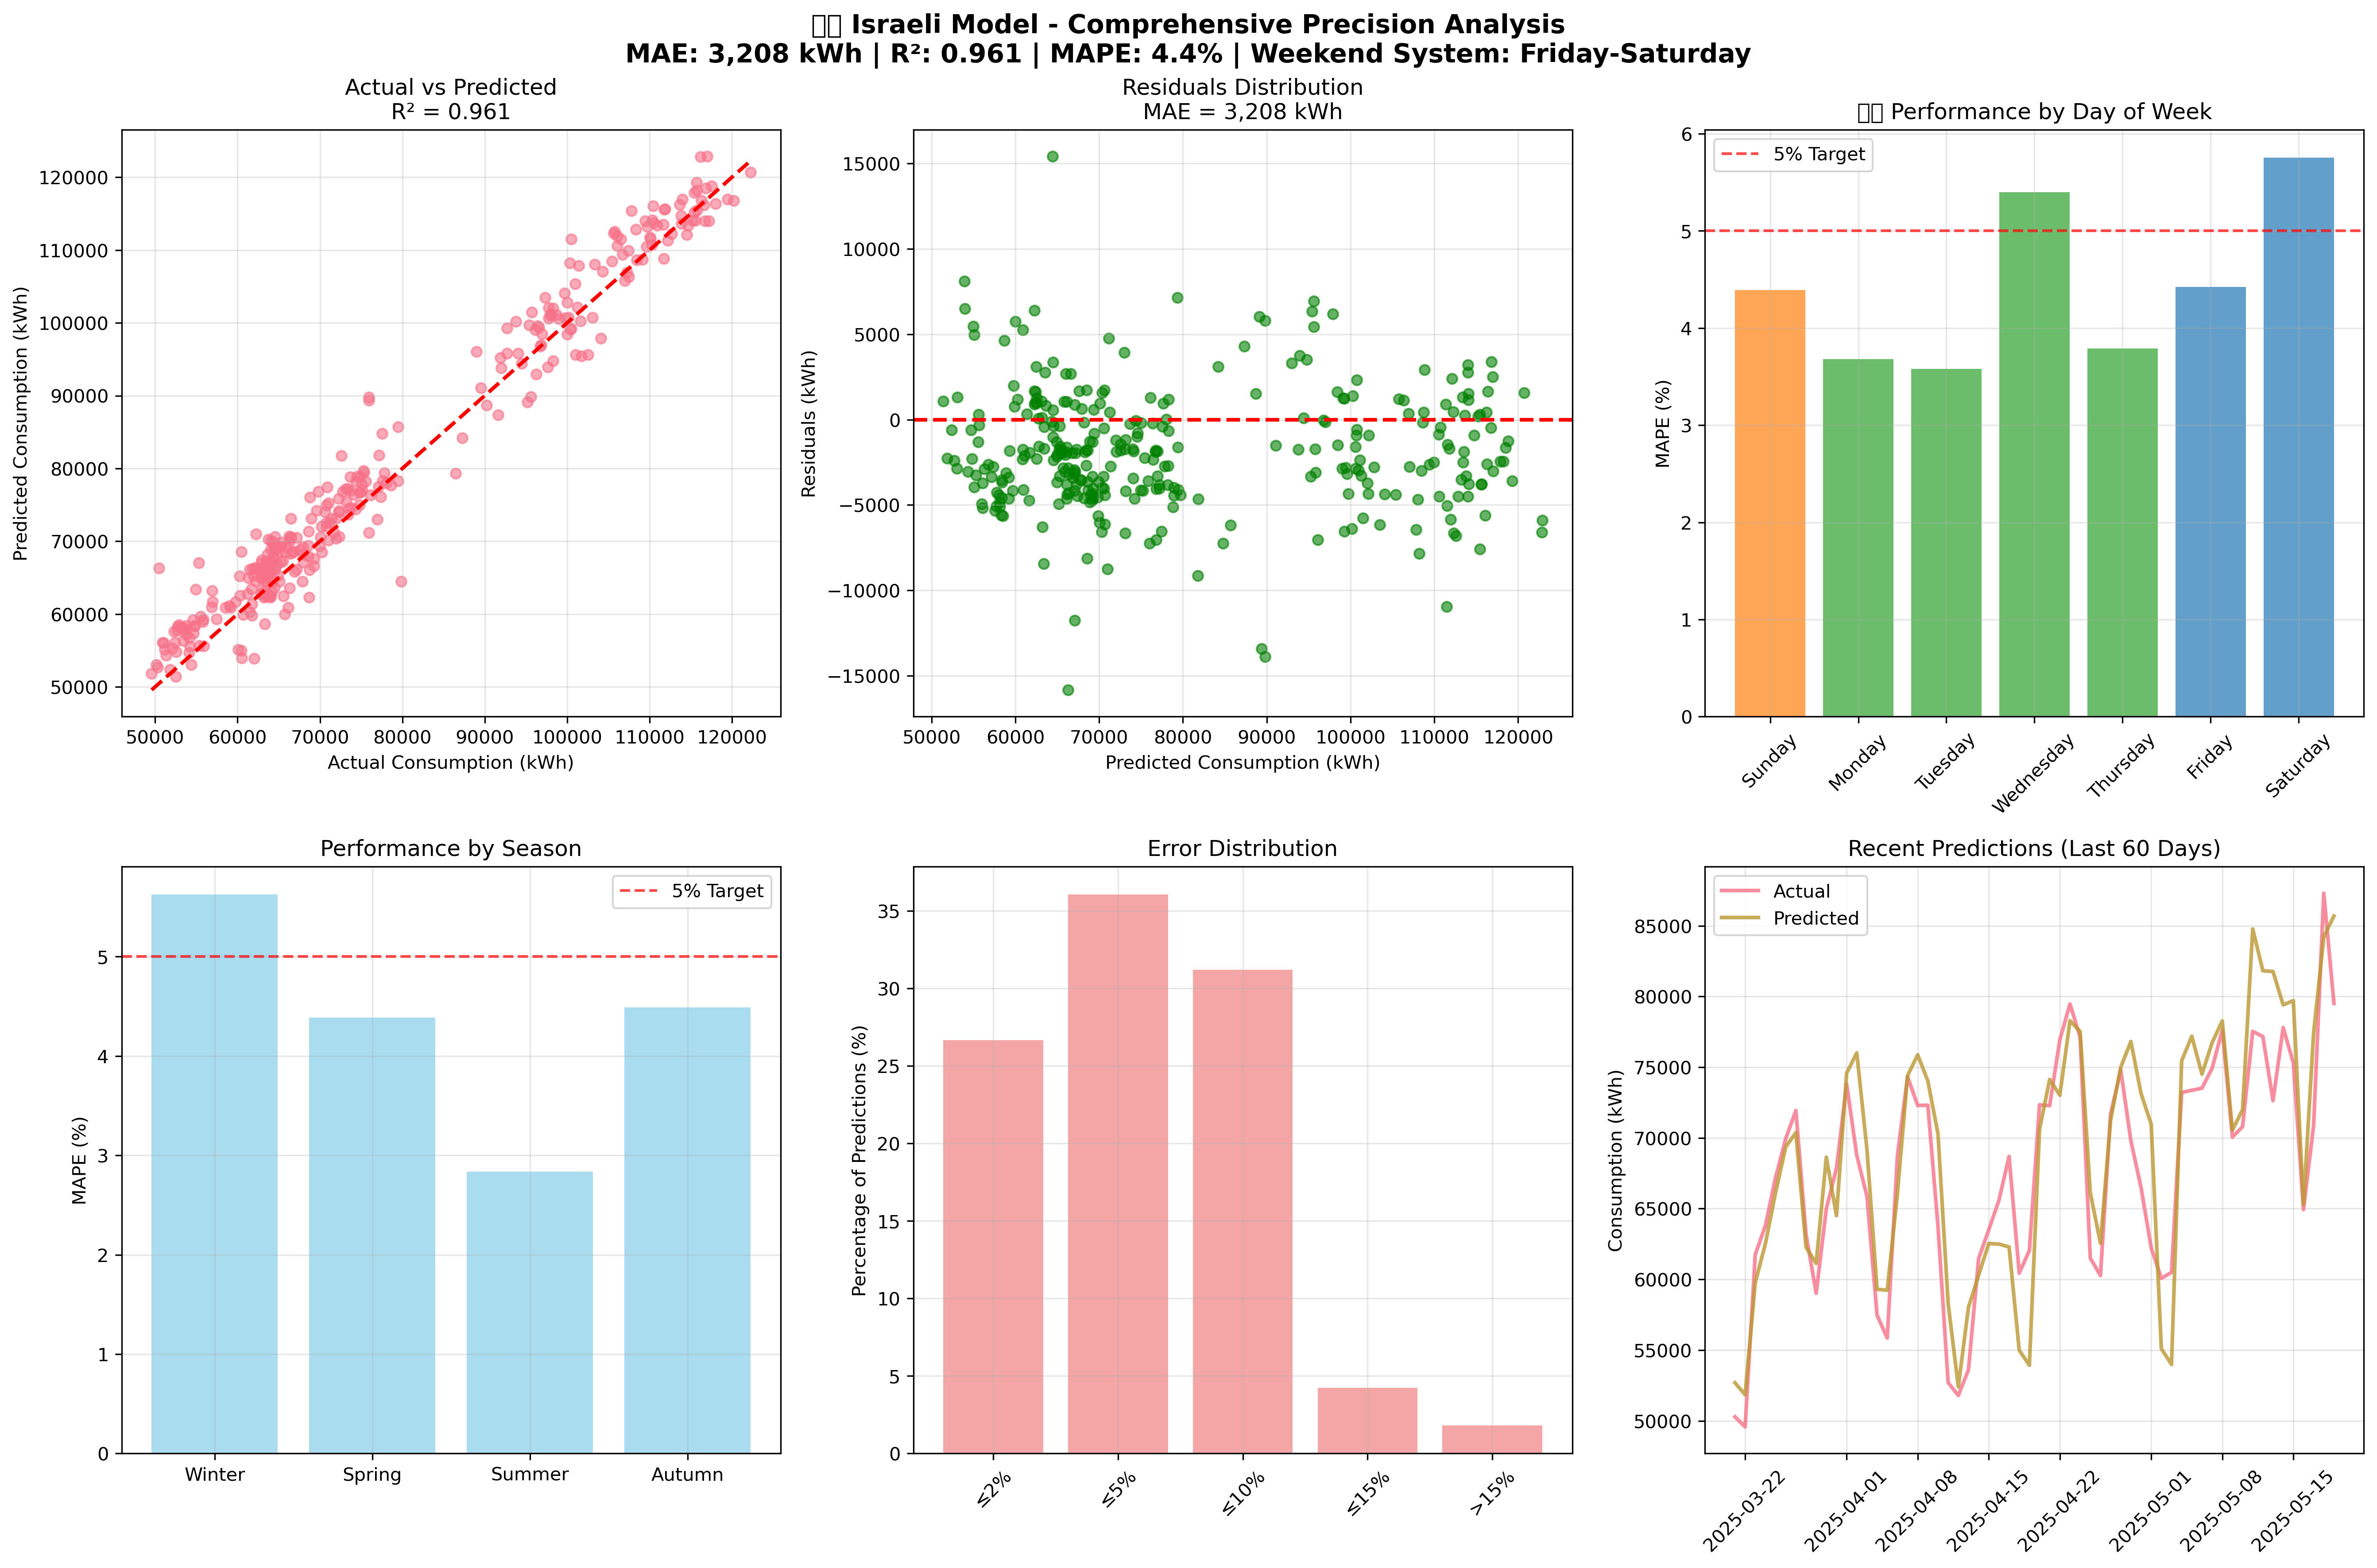 Israeli Model - Comprehensive Precision Analysis
MAE: 3,208 kWh | R²: 0.961 | MAPE: 4.4% | Weekend System: Friday-Saturday
Actual vs Predicted
R² = 0.961
120000
110000
100000
90000
80000
70000
60000
50000
Predicted Consumption (kWh)
50000 60000 70000 80000 90000 100000 110000 120000
Actual Consumption (kWh)
Residuals Distribution
MAE = 3,208 kWh
15000
10000
5000
0
−5000
−10000
−15000
Residuals (kWh)
50000 60000 70000 80000 90000 100000 110000 120000
Predicted Consumption (kWh)
Performance by Day of Week
5% Target
6
5
4
3
2
1
0
MAPE (%)
Sunday Monday Tuesday Wednesday Thursday Friday Saturday
Performance by Season
5% Target
5
4
3
2
1
0
MAPE (%)
Winter Spring Summer Autumn
Error Distribution
35
30
25
20
15
10
5
0
Percentage of Predictions (%)
≤2% ≤5% ≤10% ≤15% >15%
Recent Predictions (Last 60 Days)
Actual
Predicted
85000
80000
75000
70000
65000
60000
55000
50000
Consumption (kWh)
2025-03-22 2025-04-01 2025-04-08 2025-04-15 2025-04-22 2025-05-01 2025-05-08 2025-05-15